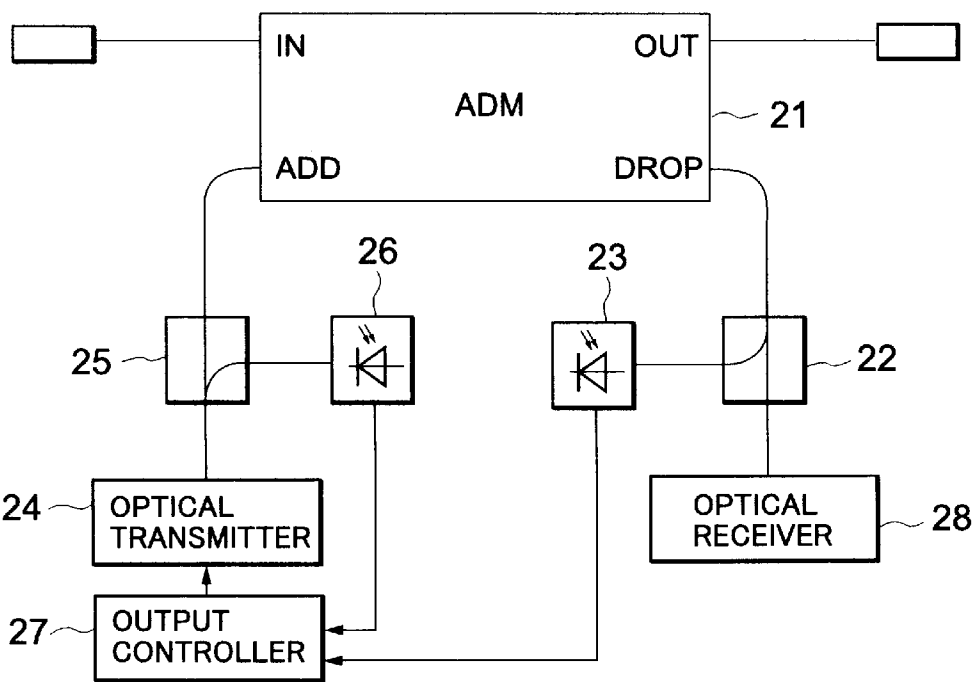 IN
OUT
ADM
21
ADD
DROP
26
23
25
22
24
OPTICAL
TRANSMITTER
OPTICAL
RECEIVER
28
27
OUTPUT
CONTROLLER